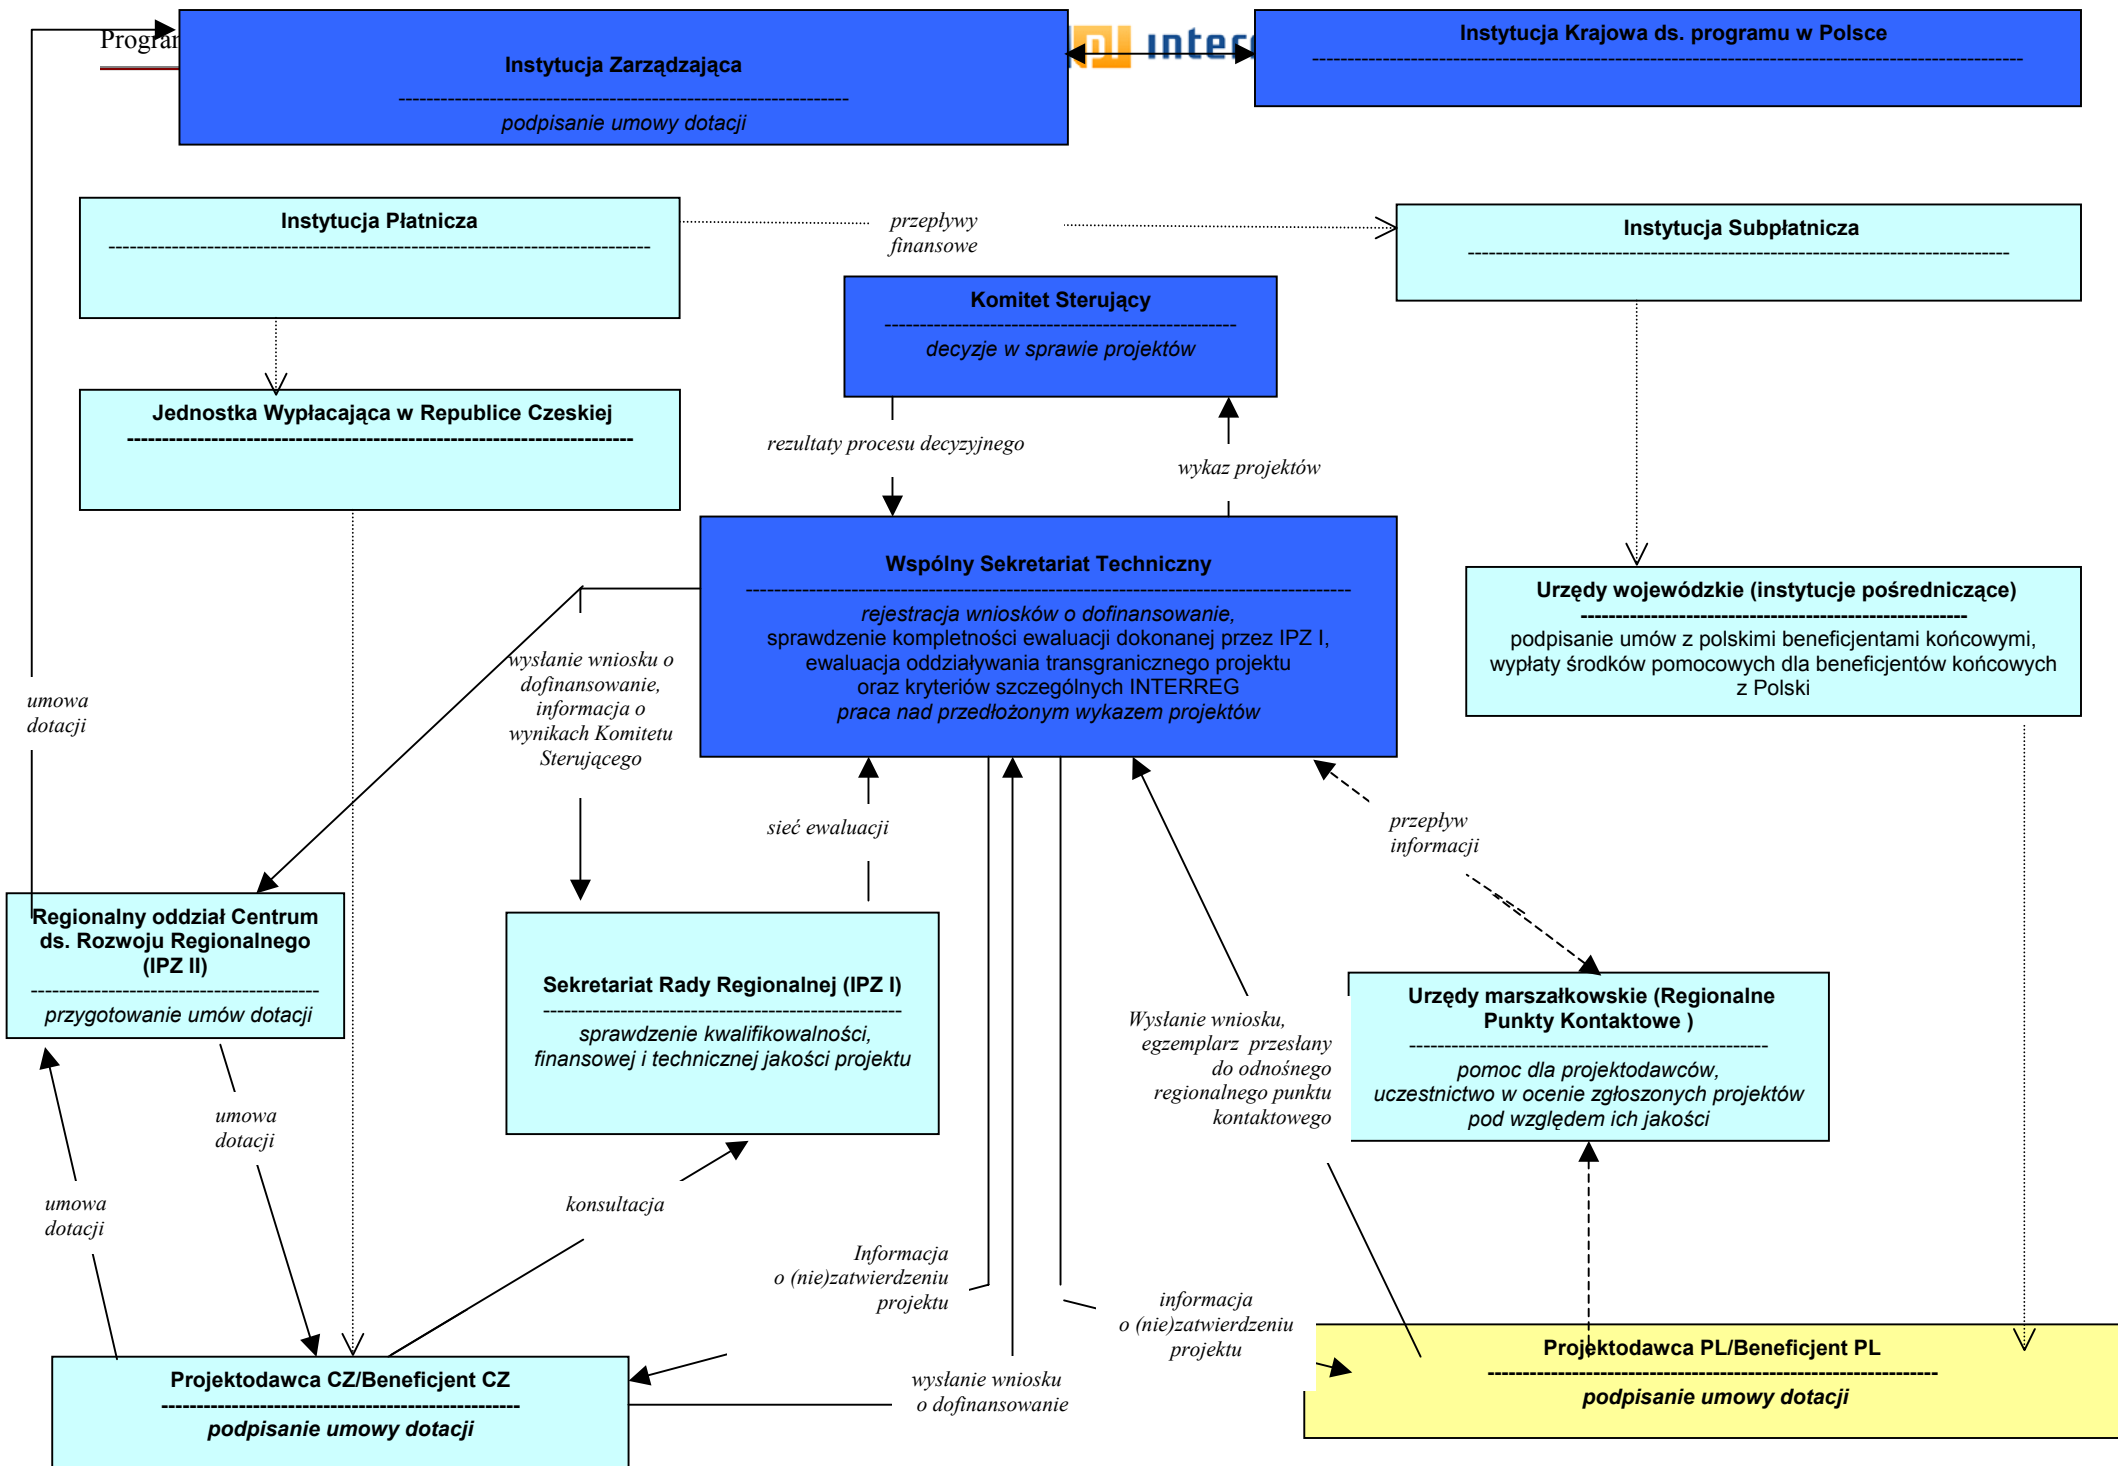 Instytucja Zarządzająca
podpisanie umowy dotacji
Instytucja Krajowa ds. programu w Polsce
Instytucja Płatnicza
przepływy
finansowe
Instytucja Subpłatnicza
Komitet Sterujący
decyzje w sprawie projektów
Jednostka Wypłacająca w Republice Czeskiej
rezultaty procesu decyzyjnego
wykaz projektów
Wspólny Sekretariat Techniczny
rejestracja wniosków o dofinansowanie,
sprawdzenie kompletności ewaluacji dokonanej przez IPZ I,
ewaluacja oddziaływania transgranicznego projektu
oraz kryteriów szczególnych INTERREG
praca nad przedłożonym wykazem projektów
Urzędy wojewódzkie (instytucje pośredniczące)
podpisanie umów z polskimi beneficjentami końcowymi,
wypłaty środków pomocowych dla beneficjentów końcowych
z Polski
umowa
dotacji
wysłanie wniosku o
dofinansowanie,
informacja o
wynikach Komitetu
Sterującego
sieć ewaluacji
przepływ
informacji
Regionalny oddział Centrum
ds. Rozwoju Regionalnego
(IPZ II)
przygotowanie umów dotacji
Sekretariat Rady Regionalnej (IPZ I)
sprawdzenie kwalifikowalności,
finansowej i technicznej jakości projektu
Wysłanie wniosku,
egzemplarz przesłany
do odnośnego
regionalnego punktu
kontaktowego
Urzędy marszałkowskie (Regionalne
Punkty Kontaktowe )
pomoc dla projektodawców,
uczestnictwo w ocenie zgłoszonych projektów
pod względem ich jakości
umowa
dotacji
umowa
dotacji
konsultacja
Informacja
o (nie)zatwierdzeniu
projektu
informacja
o (nie)zatwierdzeniu
projektu
Projektodawca CZ/Beneficjent CZ
podpisanie umowy dotacji
wysłanie wniosku
o dofinansowanie
Projektodawca PL/Beneficjent PL
podpisanie umowy dotacji